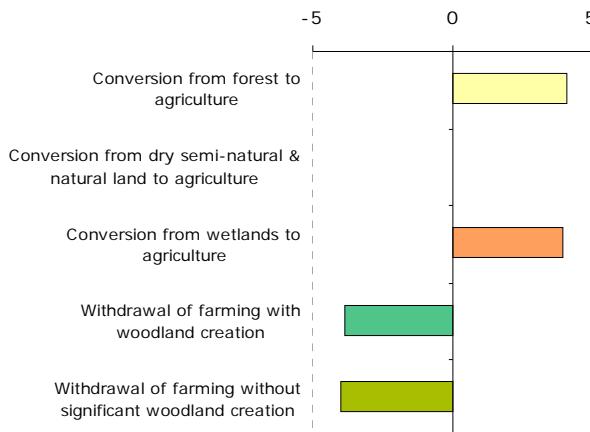 -5 0 5
Conversion from forest to
agriculture
Conversion from dry semi-natural &
natural land to agriculture
Conversion from wetlands to
agriculture
Withdrawal of farming with
woodland creation
Withdrawal of farming without
significant woodland creation